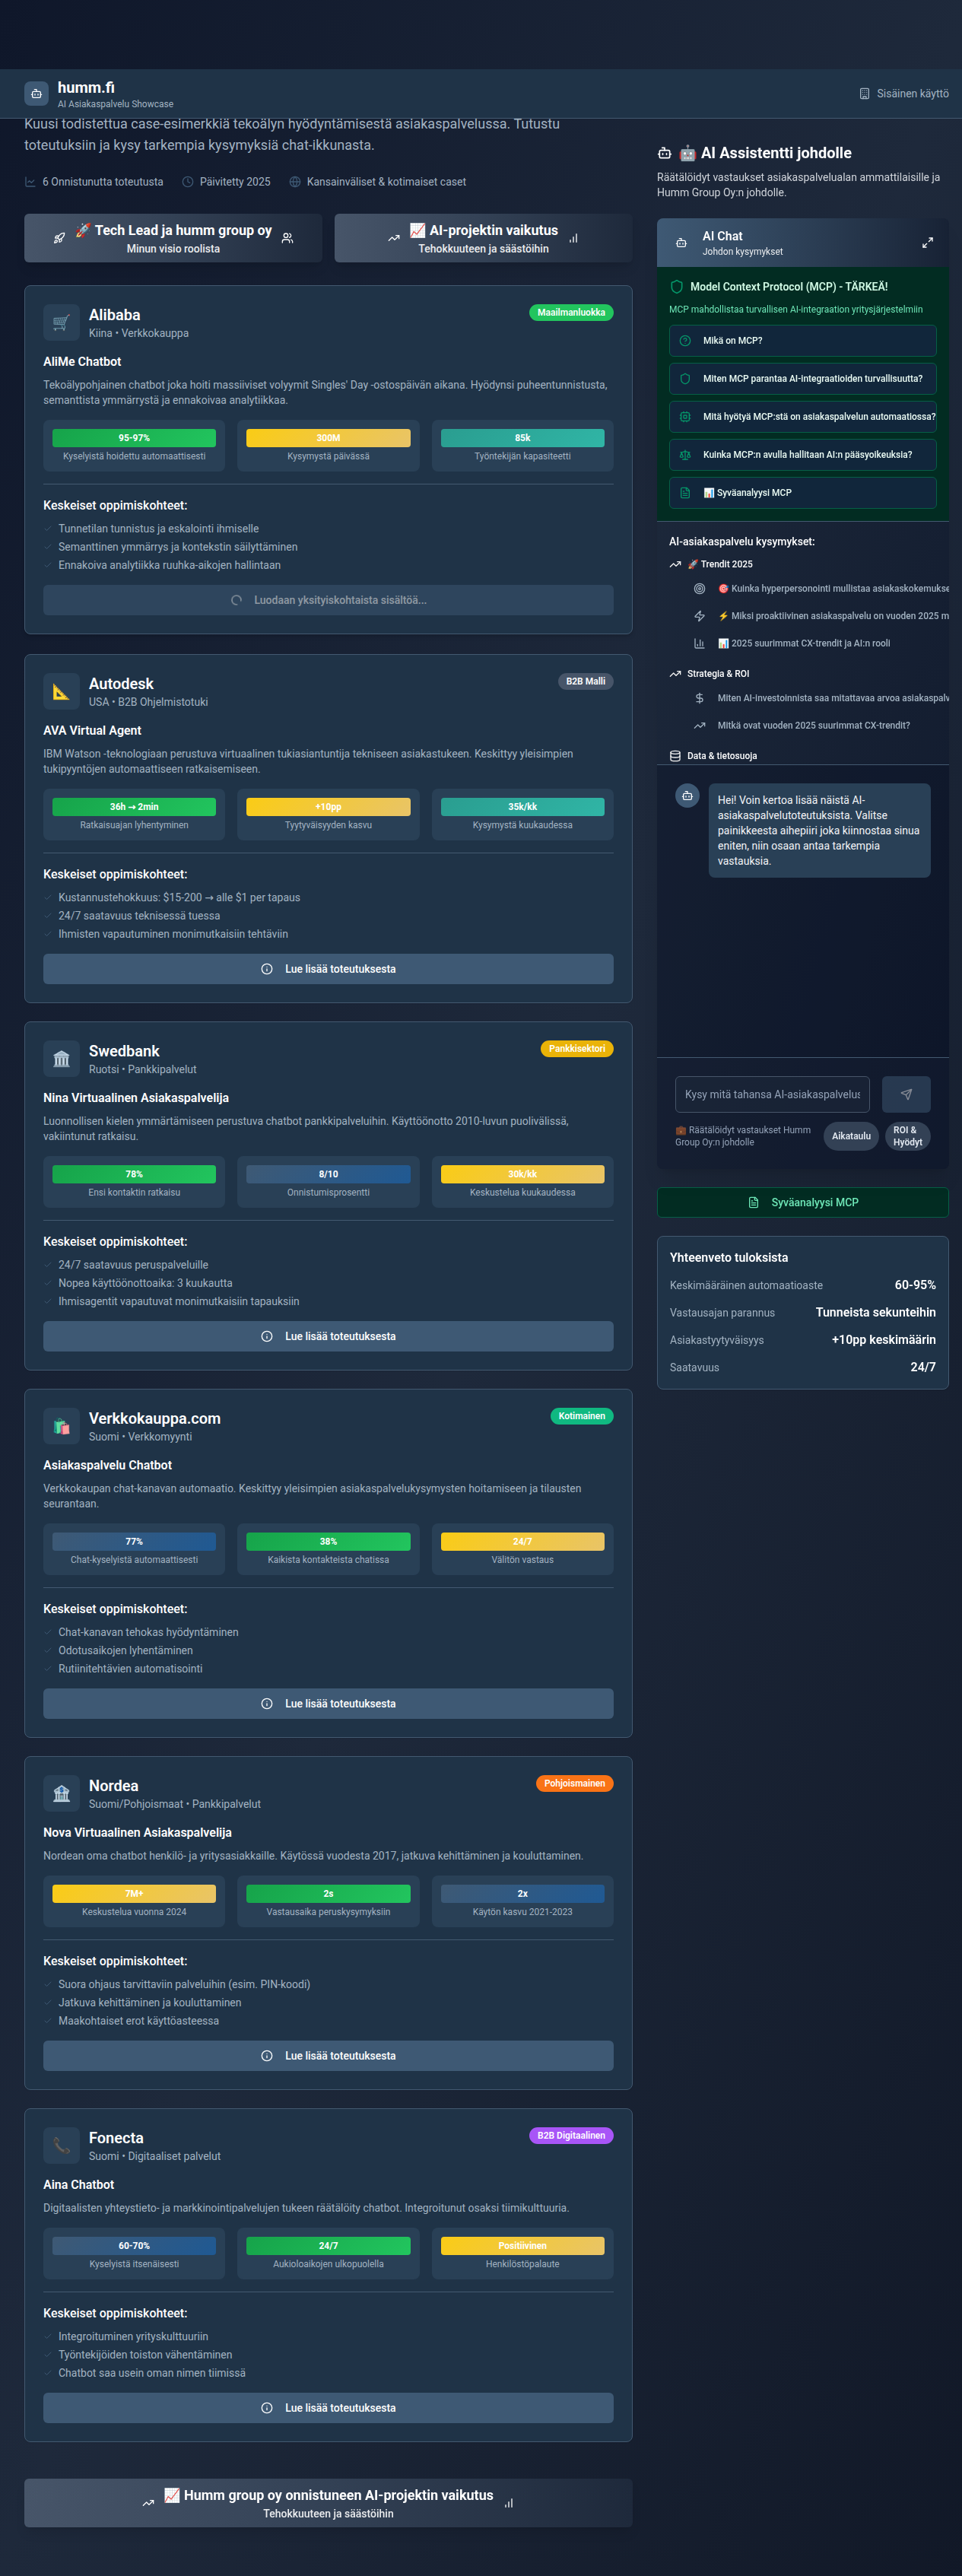 humm.fi
AI Asiakaspalvelu Showcase
Sisäinen käyttö
Kuusi todistettua case-esimerkkiä tekoälyn hyödyntämisestä asiakaspalvelussa. Tutustu
toteutuksiin ja kysy tarkempia kysymyksiä chat-ikkunasta.
6 Onnistunutta toteutusta
Päivitetty 2025
Kansainväliset & kotimaiset caset
🚀 Tech Lead ja humm group oy
Minun visio roolista
📈 AI-projektin vaikutus
Tehokkuuteen ja säästöihin
Alibaba
Kiina • Verkkokauppa
Maailmanluokka
AliMe Chatbot
Tekoälypohjainen chatbot joka hoiti massiiviset volyymit Singles' Day -ostospäivän aikana. Hyödynsi puheentunnistusta,
semanttista ymmärrystä ja ennakoivaa analytiikkaa.
95-97%
Kyselyistä hoidettu automaattisesti
300M
Kysymystä päivässä
85k
Työntekijän kapasiteetti
Keskeiset oppimiskohteet:
Tunnetilan tunnistus ja eskalointi ihmiselle
Semanttinen ymmärrys ja kontekstin säilyttäminen
Ennakoiva analytiikka ruuhka-aikojen hallintaan
Luodaan yksityiskohtaista sisältöä...
Autodesk
USA • B2B Ohjelmistotuki
B2B Malli
AVA Virtual Agent
IBM Watson -teknologiaan perustuva virtuaalinen tukiasiantuntija tekniseen asiakastukeen. Keskittyy yleisimpien
tukipyyntöjen automaattiseen ratkaisemiseen.
36h → 2min
Ratkaisuajan lyhentyminen
+10pp
Tyytyväisyyden kasvu
35k/kk
Kysymystä kuukaudessa
Keskeiset oppimiskohteet:
Kustannustehokkuus: $15-200 → alle $1 per tapaus
24/7 saatavuus teknisessä tuessa
Ihmisten vapautuminen monimutkaisiin tehtäviin
Lue lisää toteutuksesta
Swedbank
Ruotsi • Pankkipalvelut
Pankkisektori
Nina Virtuaalinen Asiakaspalvelija
Luonnollisen kielen ymmärtämiseen perustuva chatbot pankkipalveluihin. Käyttöönotto 2010-luvun puolivälissä,
vakiintunut ratkaisu.
78%
Ensi kontaktin ratkaisu
8/10
Onnistumisprosentti
30k/kk
Keskustelua kuukaudessa
Keskeiset oppimiskohteet:
24/7 saatavuus peruspalveluille
Nopea käyttöönottoaika: 3 kuukautta
Ihmisagentit vapautuvat monimutkaisiin tapauksiin
Lue lisää toteutuksesta
Verkkokauppa.com
Suomi • Verkkomyynti
Kotimainen
Asiakaspalvelu Chatbot
Verkkokaupan chat-kanavan automaatio. Keskittyy yleisimpien asiakaspalvelukysymysten hoitamiseen ja tilausten
seurantaan.
77%
Chat-kyselyistä automaattisesti
38%
Kaikista kontakteista chatissa
24/7
Välitön vastaus
Keskeiset oppimiskohteet:
Chat-kanavan tehokas hyödyntäminen
Odotusaikojen lyhentäminen
Rutiinitehtävien automatisointi
Lue lisää toteutuksesta
Nordea
Suomi/Pohjoismaat • Pankkipalvelut
Pohjoismainen
Nova Virtuaalinen Asiakaspalvelija
Nordean oma chatbot henkilö- ja yritysasiakkaille. Käytössä vuodesta 2017, jatkuva kehittäminen ja kouluttaminen.
7M+
Keskustelua vuonna 2024
2s
Vastausaika peruskysymyksiin
2x
Käytön kasvu 2021-2023
Keskeiset oppimiskohteet:
Suora ohjaus tarvittaviin palveluihin (esim. PIN-koodi)
Jatkuva kehittäminen ja kouluttaminen
Maakohtaiset erot käyttöasteessa
Lue lisää toteutuksesta
Fonecta
Suomi • Digitaaliset palvelut
B2B Digitaalinen
Aina Chatbot
Digitaalisten yhteystieto- ja markkinointipalvelujen tukeen räätälöity chatbot. Integroitunut osaksi tiimikulttuuria.
60-70%
Kyselyistä itsenäisesti
24/7
Aukioloaikojen ulkopuolella
Positiivinen
Henkilöstöpalaute
Keskeiset oppimiskohteet:
Integroituminen yrityskulttuuriin
Työntekijöiden toiston vähentäminen
Chatbot saa usein oman nimen tiimissä
Lue lisää toteutuksesta
📈 Humm group oy onnistuneen AI-projektin vaikutus
Tehokkuuteen ja säästöihin
🤖 AI Assistentti johdolle
Räätälöidyt vastaukset asiakaspalvelualan ammattilaisille ja
Humm Group Oy:n johdolle.
AI Chat
Johdon kysymykset
Model Context Protocol (MCP) - TÄRKEÄ!
MCP mahdollistaa turvallisen AI-integraation yritysjärjestelmiin
Mikä on MCP?
Miten MCP parantaa AI-integraatioiden turvallisuutta?
Mitä hyötyä MCP:stä on asiakaspalvelun automaatiossa?
Kuinka MCP:n avulla hallitaan AI:n pääsyoikeuksia?
📊 Syväanalyysi MCP
AI-asiakaspalvelu kysymykset:
🚀 Trendit 2025
🎯 Kuinka hyperpersonointi mullistaa asiakaskokemukse
⚡ Miksi proaktiivinen asiakaspalvelu on vuoden 2025 m
📊 2025 suurimmat CX-trendit ja AI:n rooli
Strategia & ROI
Miten AI-investoinnista saa mitattavaa arvoa asiakaspalv
Mitkä ovat vuoden 2025 suurimmat CX-trendit?
Data & tietosuoja
Hei! Voin kertoa lisää näistä AI-
asiakaspalvelutoteutuksista. Valitse
painikkeesta aihepiiri joka kiinnostaa sinua
eniten, niin osaan antaa tarkempia
vastauksia.
Kysy mitä tahansa AI-asiakaspalvelus
💼 Räätälöidyt vastaukset Humm
Group Oy:n johdolle
Aikataulu
ROI &
Hyödyt
Syväanalyysi MCP
Yhteenveto tuloksista
Keskimääräinen automaatioaste
60-95%
Vastausajan parannus
Tunneista sekunteihin
Asiakastyytyväisyys
+10pp keskimäärin
Saatavuus
24/7